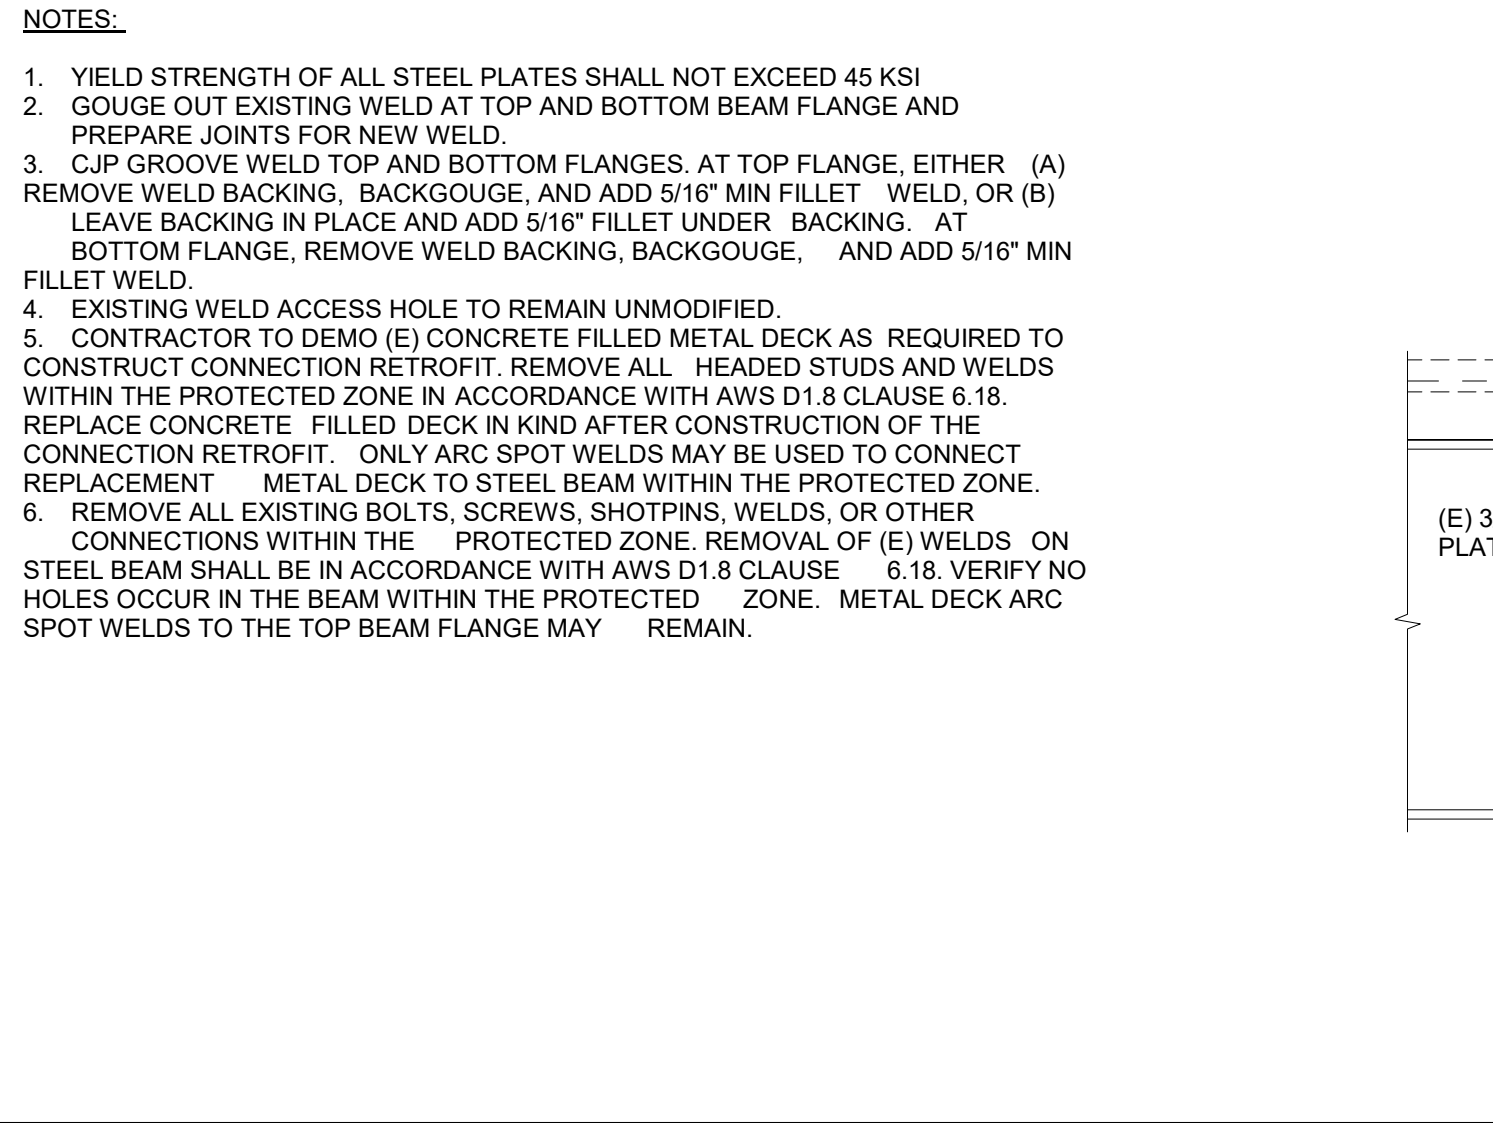 NOTES:
1. YIELD STRENGTH OF ALL STEEL PLATES SHALL NOT EXCEED 45 KSI
2. GOUGE OUT EXISTING WELD AT TOP AND BOTTOM BEAM FLANGE AND
PREPARE JOINTS FOR NEW WELD.
3. CJP GROOVE WELD TOP AND BOTTOM FLANGES. AT TOP FLANGE, EITHER (A)
REMOVE WELD BACKING, BACKGOUGE, AND ADD 5/16" MIN FILLET WELD, OR (B)
LEAVE BACKING IN PLACE AND ADD 5/16" FILLET UNDER BACKING. AT
BOTTOM FLANGE, REMOVE WELD BACKING, BACKGOUGE, AND ADD 5/16" MIN
FILLET WELD.
4. EXISTING WELD ACCESS HOLE TO REMAIN UNMODIFIED.
5. CONTRACTOR TO DEMO (E) CONCRETE FILLED METAL DECK AS REQUIRED TO
CONSTRUCT CONNECTION RETROFIT. REMOVE ALL HEADED STUDS AND WELDS
WITHIN THE PROTECTED ZONE IN ACCORDANCE WITH AWS D1.8 CLAUSE 6.18.
REPLACE CONCRETE FILLED DECK IN KIND AFTER CONSTRUCTION OF THE
CONNECTION RETROFIT. ONLY ARC SPOT WELDS MAY BE USED TO CONNECT
REPLACEMENT METAL DECK TO STEEL BEAM WITHIN THE PROTECTED ZONE.
6. REMOVE ALL EXISTING BOLTS, SCREWS, SHOTPINS, WELDS, OR OTHER
CONNECTIONS WITHIN THE PROTECTED ZONE. REMOVAL OF (E) WELDS ON
STEEL BEAM SHALL BE IN ACCORDANCE WITH AWS D1.8 CLAUSE 6.18. VERIFY NO
HOLES OCCUR IN THE BEAM WITHIN THE PROTECTED ZONE. METAL DECK ARC
SPOT WELDS TO THE TOP BEAM FLANGE MAY REMAIN.
(E) 3